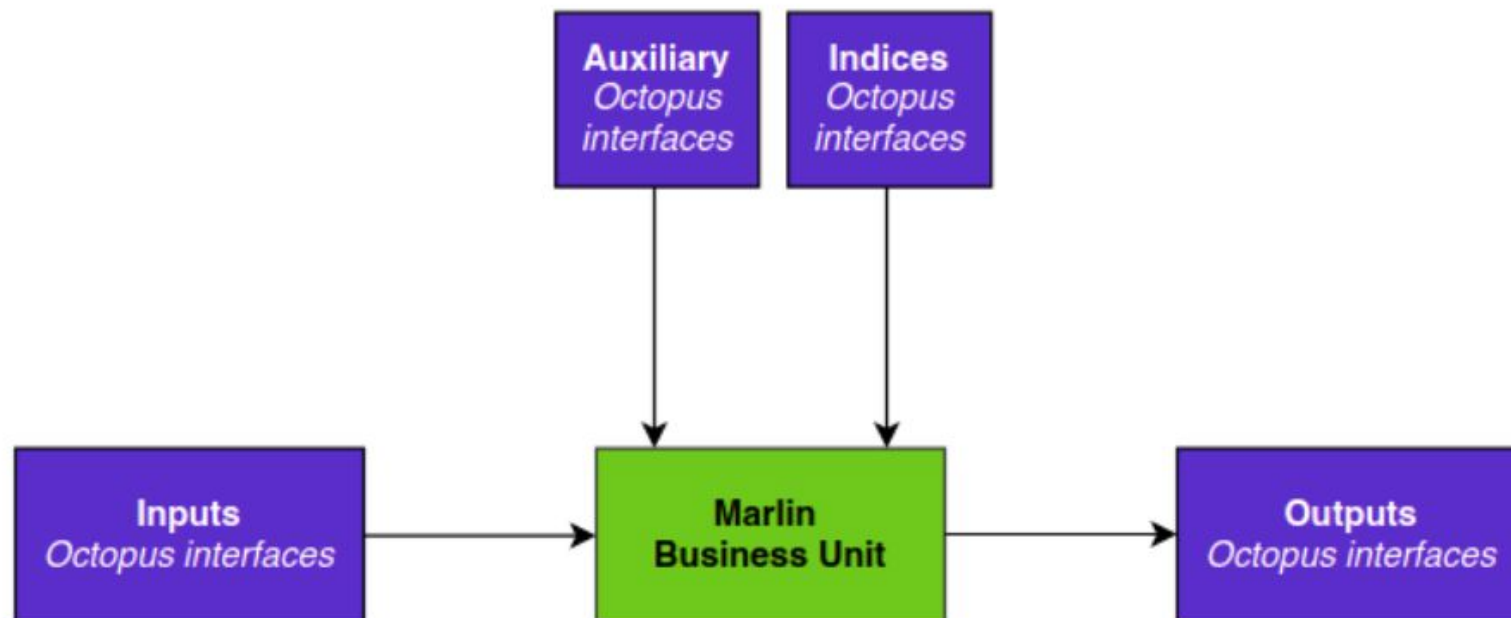 Auxiliary
Octopus
interfaces
Indices
Octopus
interfaces
Inputs
Octopus interfaces
Marlin
Business Unit
Outputs
Octopus interfaces